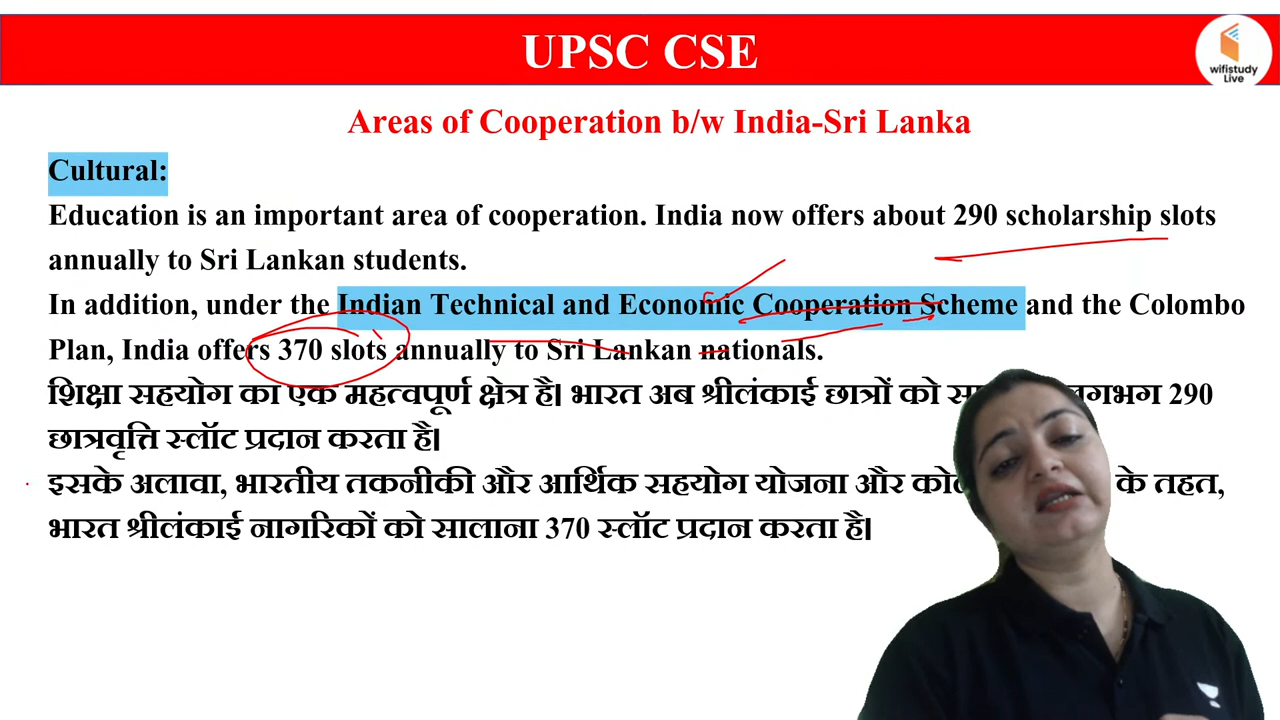 UPSC CSE
wifistudy
Live
Areas of Cooperation b/w India-Sri Lanka
Cultural:
Education is an important area of cooperation. India now offers about 290 scholarship slots
annually to Sri Lankan students.
In addition, under the Indian Technical and Economic Cooperation Scheme and the Colombo
Plan, India offers 370 slots annually to Sri Lankan nationals.
शिक्षा सहयोग का एक महत्वपूर्ण क्षेत्र है। भारत अब श्रीलंकाई छात्रों को 290
छात्रवृत्ति स्लॉट प्रदान करता है।
इसके अलावा, भारतीय तकनीकी और आर्थिक सहयोग योजना और के तहत,
भारत श्रीलंकाई नागरिकों को सालाना 370 स्लॉट प्रदान करता है।